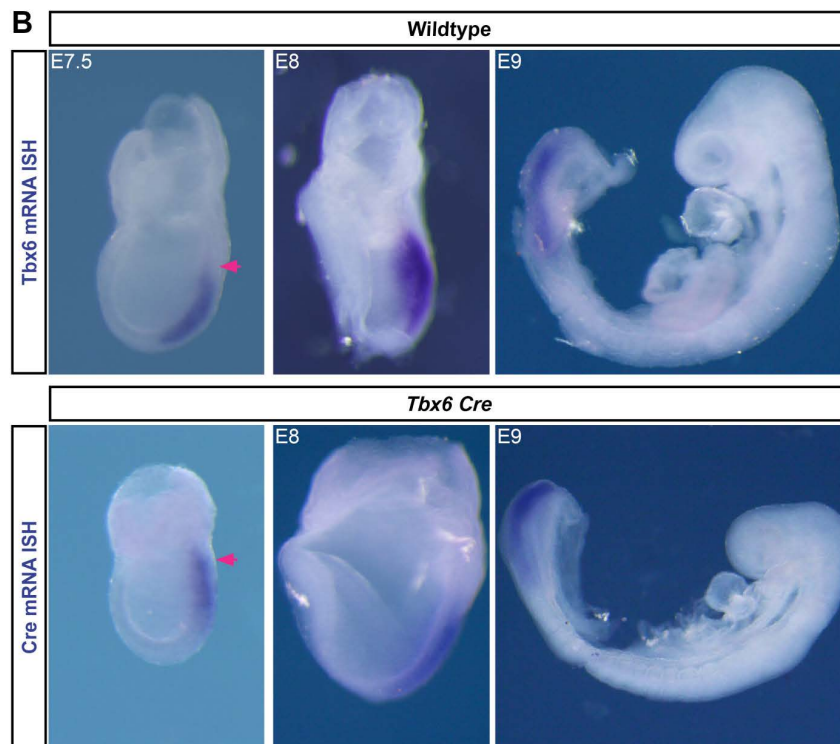 B
Wildtype
Tbx6 mRNA ISH
E7.5
E8
E9
Tbx6 Cre
Cre mRNA ISH
E8
E9